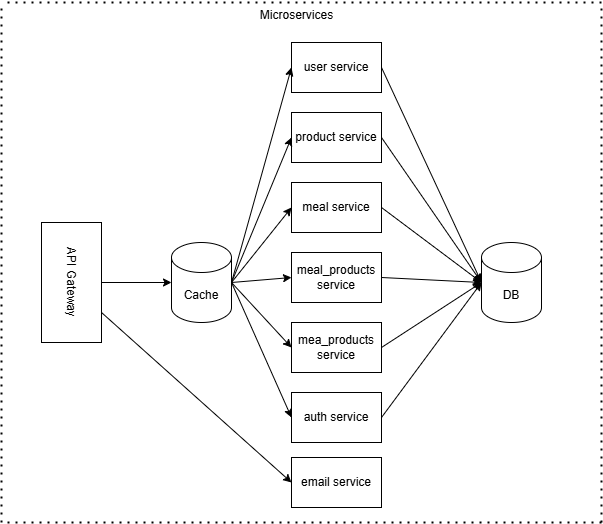 Microservices
user service
product service
meal service
meal_products
service
mea_products
service
auth service
email service
API Gateway
Cache
DB